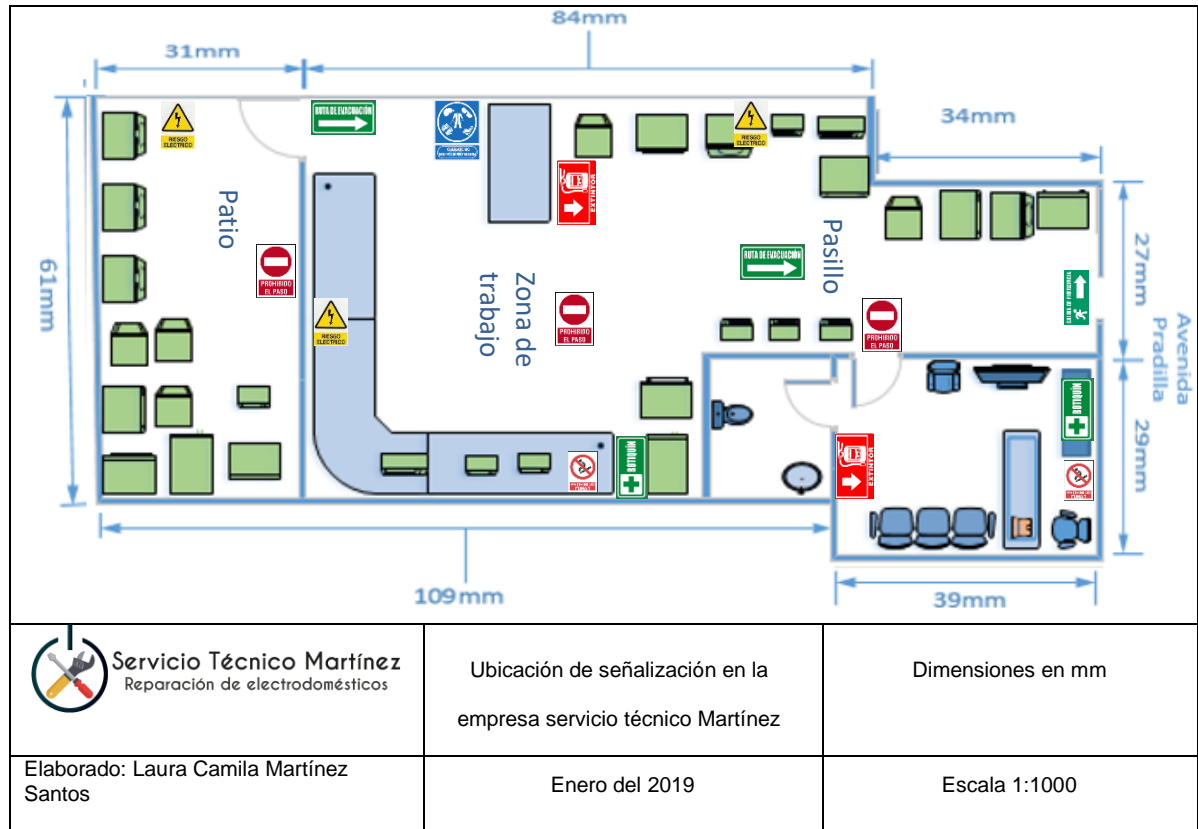 84mm
31mm
34mm
RIESGO
ELECTRICO
RUTA DE EVACUACIÓN
RIESGO
ELECTRICO
EXTINTOR
Patio
PROHIBIDO
EL PASO
Pasillo
RUTA DE EVACUACIÓN
61mm
27mm
Zona de
trabajo
RIESGO
ELECTRICO
PROHIBIDO
EL PASO
PROHIBIDO
EL PASO
Avenida
Pradilla
BOTIQUÍN
29mm
EXTINTOR
BOTIQUÍN
109mm
39mm
Servicio Técnico Martínez
Reparación de electrodomésticos
Ubicación de señalización en la
empresa servicio técnico Martínez
Dimensiones en mm
Elaborado: Laura Camila Martínez
Santos
Enero del 2019
Escala 1:1000